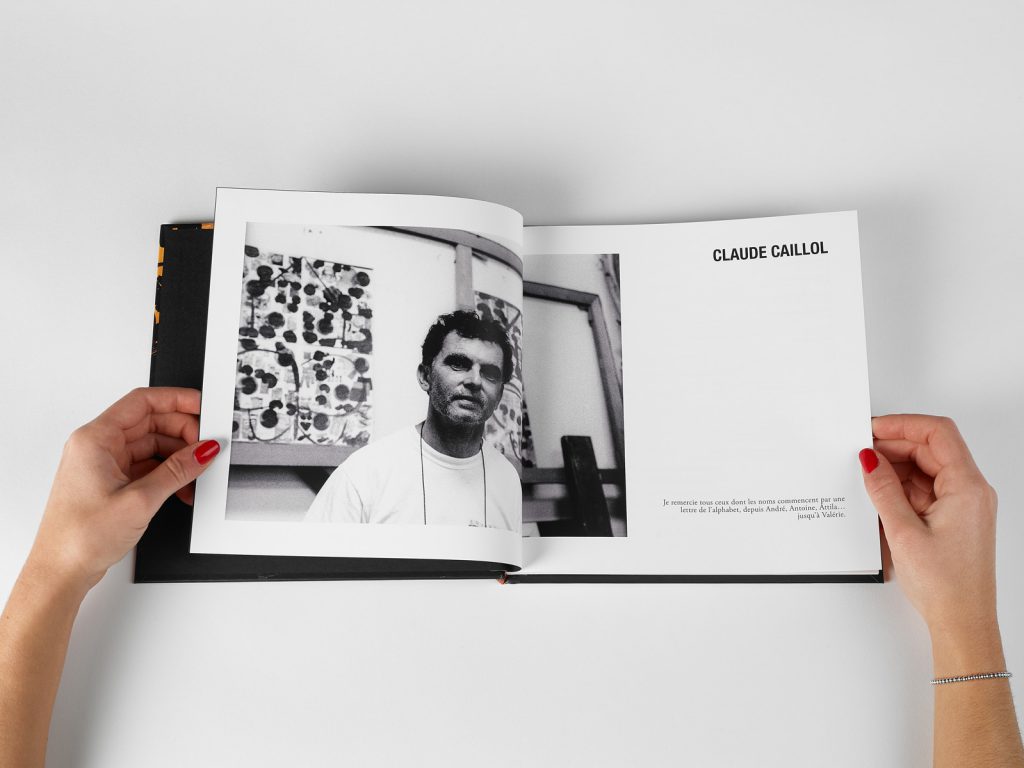 CLAUDE CAILLOL
Je remercie tous ceux dont les noms commencent par une
lettre de l'alphabet, depuis André, Antoine, Attila...
jusqu'à Valérie.